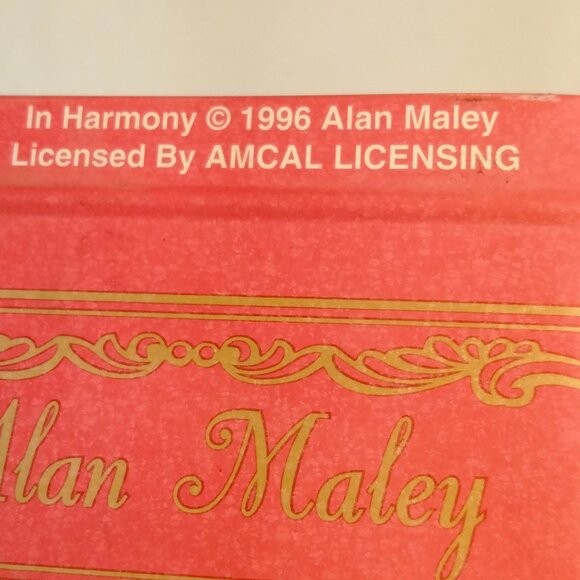 In Harmony © 1996 Alan Maley
Licensed By AMCAL LICENSING
Alan Maley